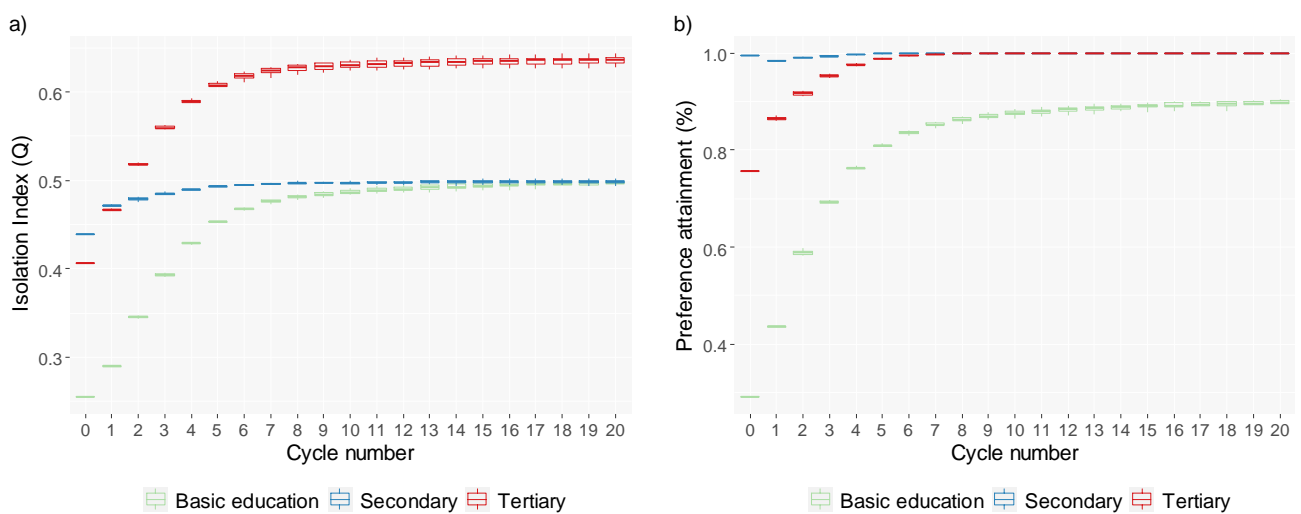 a)
Isolation Index (Q)
0.6
0.5
0.4
0.3
0 1 2 3 4 5 6 7 8 9 10 11 12 13 14 15 16 17 18 19 20
Cycle number
Basic education Secondary Tertiary
b)
Preference attainment (%)
1.0
0.8
0.6
0.4
0 1 2 3 4 5 6 7 8 9 10 11 12 13 14 15 16 17 18 19 20
Cycle number
Basic education Secondary Tertiary